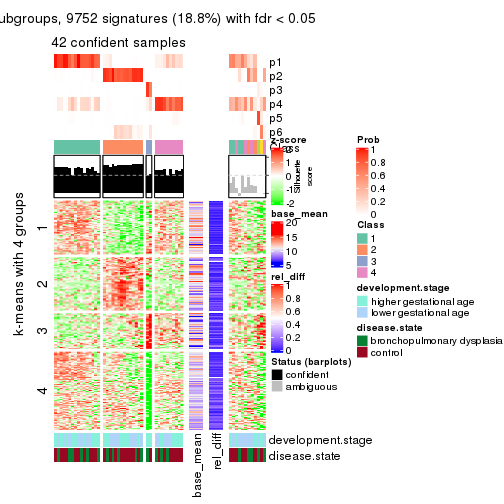 ubgroups, 9752 signatures (18.8%) with fdr < 0.05
42 confident samples
p1
p2
p3
p4
p5
p6
Class
Silhouette
score
k-means with 4 groups
1
2
3
4
z-score
1
0
-1
-2
base_mean
20
15
10
5
rel_diff
1
0.8
0.6
0.4
0.2
0
Status (barplots)
confident
ambiguous
Prob
1
0.8
0.6
0.4
0.2
0
Class
1
2
3
4
development.stage
higher gestational age
lower gestational age
disease.state
bronchopulmonary dysplasia
control
development.stage
disease.state
base_mean
rel_diff